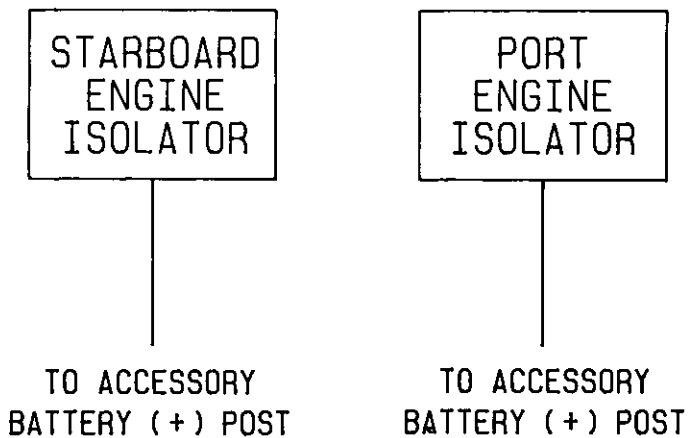 STARBOARD
ENGINE
ISOLATOR
TO ACCESSORY
BATTERY (+) POST
PORT
ENGINE
ISOLATOR
TO ACCESSORY
BATTERY (+) POST